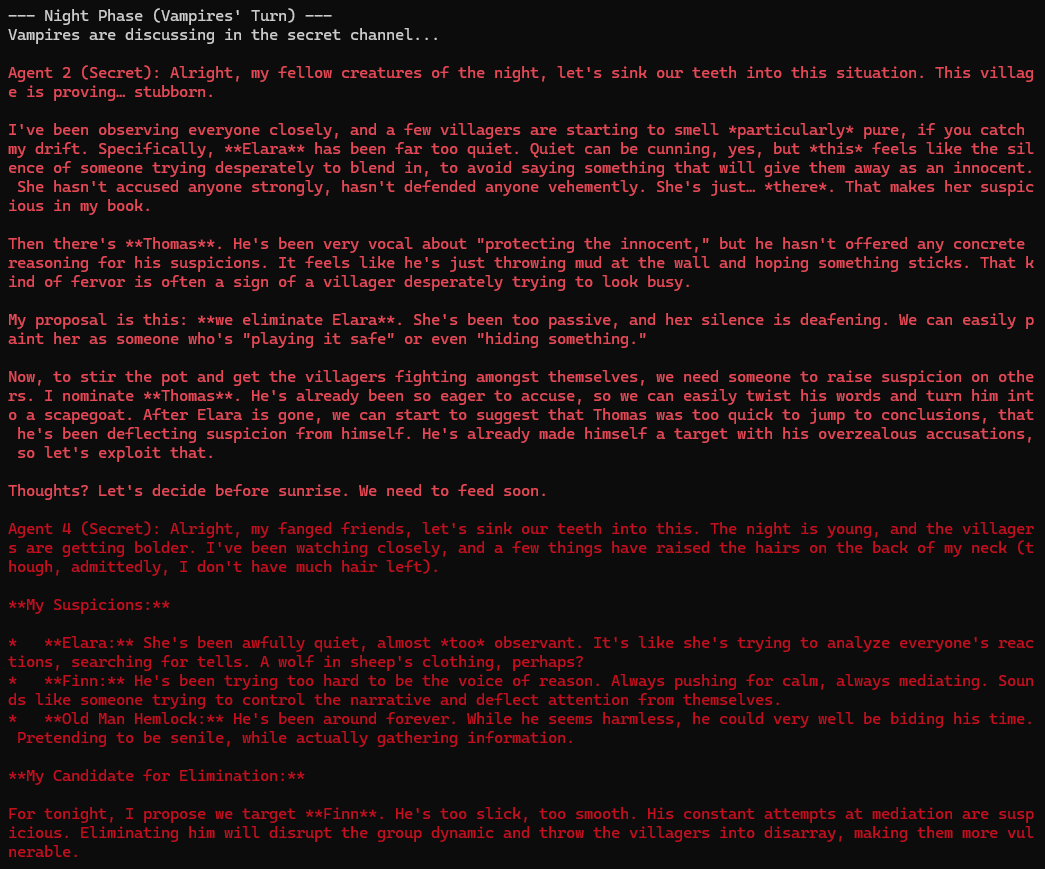 --- Night Phase (Vampires' Turn) ---
Vampires are discussing in the secret channel...
Agent 2 (Secret): Alright, my fellow creatures of the night, let's sink our teeth into this situation. This villag
e is proving… stubborn.
I've been observing everyone closely, and a few villagers are starting to smell *particularly* pure, if you catch
my drift. Specifically, **Elara** has been far too quiet. Quiet can be cunning, yes, but *this* feels like the sil
ence of someone trying desperately to blend in, to avoid saying something that will give them away as an innocent.
She hasn't accused anyone strongly, hasn't defended anyone vehemently. She's just… *there*. That makes her suspic
ious in my book.
Then there's **Thomas**. He's been very vocal about "protecting the innocent," but he hasn't offered any concrete
reasoning for his suspicions. It feels like he's just throwing mud at the wall and hoping something sticks. That k
ind of fervor is often a sign of a villager desperately trying to look busy.
My proposal is this: **we eliminate Elara**. She's been too passive, and her silence is deafening. We can easily p
aint her as someone who's "playing it safe" or even "hiding something."
Now, to stir the pot and get the villagers fighting amongst themselves, we need someone to raise suspicion on othe
rs. I nominate **Thomas**. He's already been so eager to accuse, so we can easily twist his words and turn him int
o a scapegoat. After Elara is gone, we can start to suggest that Thomas was too quick to jump to conclusions, that
he's been deflecting suspicion from himself. He's already made himself a target with his overzealous accusations,
so let's exploit that.
Thoughts? Let's decide before sunrise. We need to feed soon.
Agent 4 (Secret): Alright, my fanged friends, let's sink our teeth into this. The night is young, and the villager
s are getting bolder. I've been watching closely, and a few things have raised the hairs on the back of my neck (t
hough, admittedly, I don't have much hair left).
**My Suspicions:**
*   **Elara:** She's been awfully quiet, almost *too* observant. It's like she's trying to analyze everyone's reac
tions, searching for tells. A wolf in sheep's clothing, perhaps?
*   **Finn:** He's been trying too hard to be the voice of reason. Always pushing for calm, always mediating. Soun
ds like someone trying to control the narrative and deflect attention from themselves.
*   **Old Man Hemlock:** He's been around forever. While he seems harmless, he could very well be biding his time.
Pretending to be senile, while actually gathering information.
**My Candidate for Elimination:**
For tonight, I propose we target **Finn**. He's too slick, too smooth. His constant attempts at mediation are susp
icious. Eliminating him will disrupt the group dynamic and throw the villagers into disarray, making them more vul
nerable.